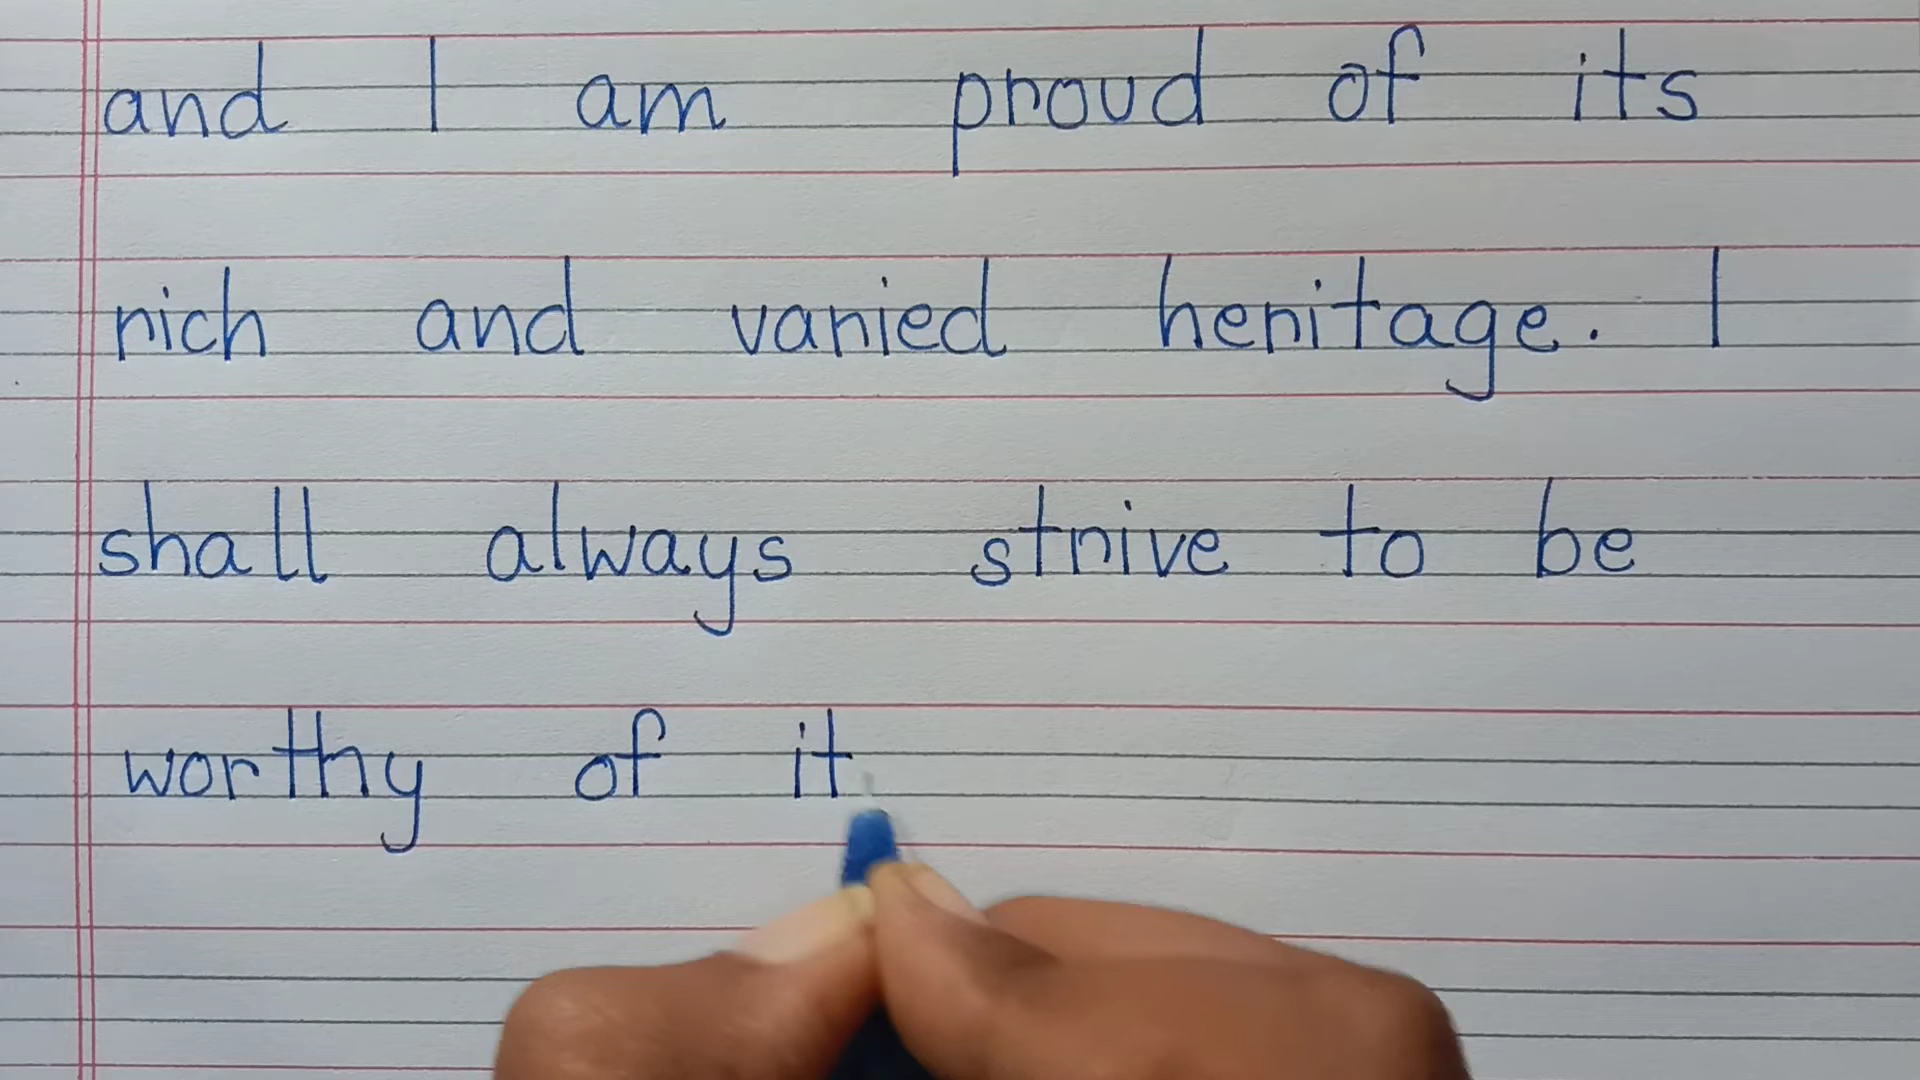 and I am proud of its
rich and varied heritage. I
shall always strive to be
worthy of it